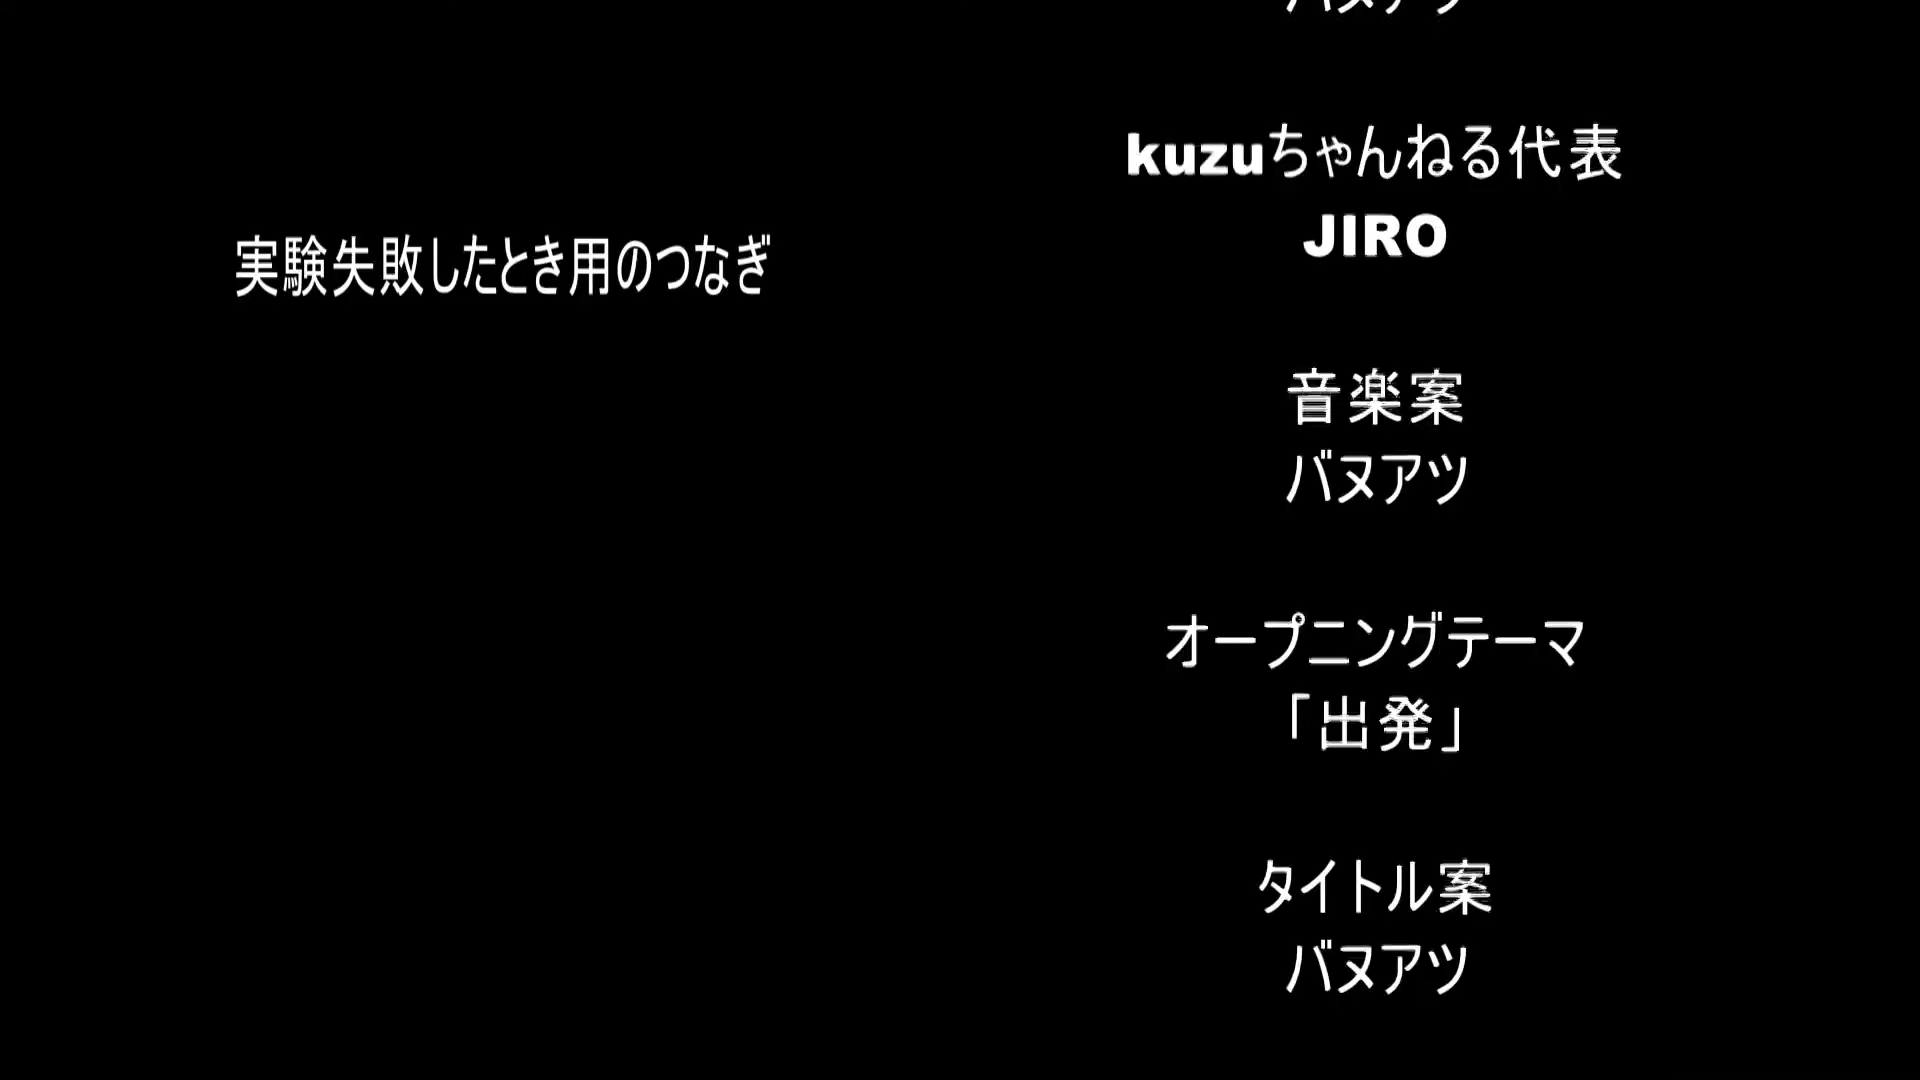 実験失敗したとき用のつなぎ
kuzuちゃんねる代表
JIRO
音楽案
バヌアツ
オープニングテーマ
「出発」
タイトル案
バヌアツ